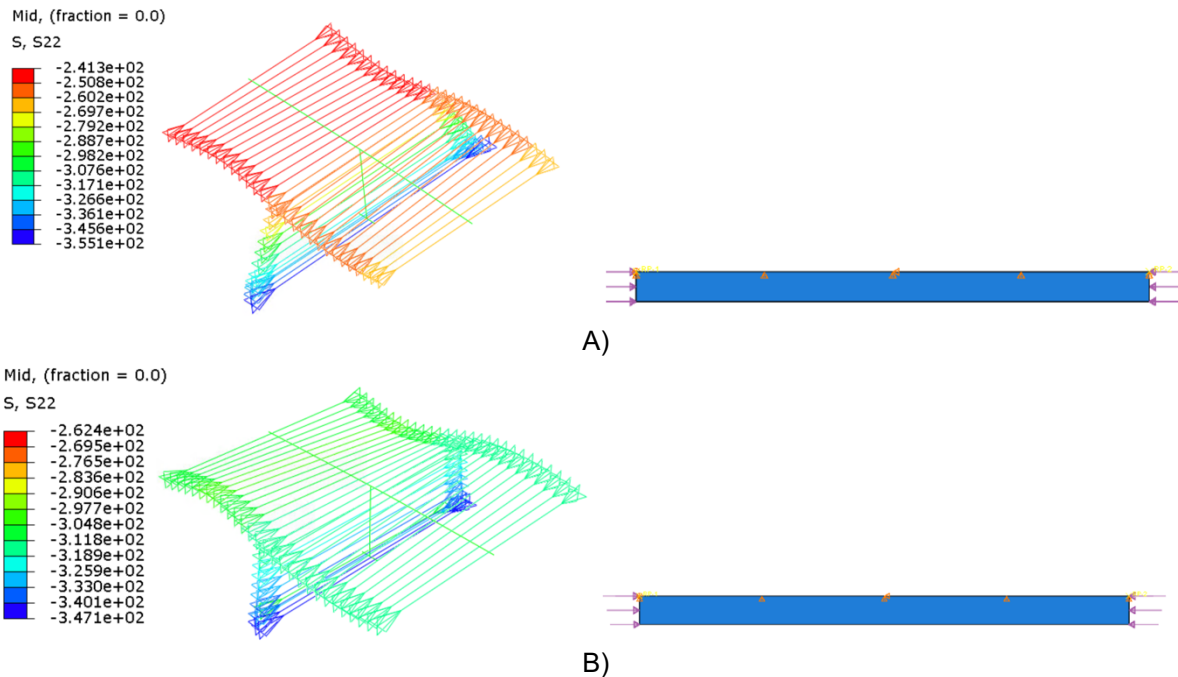 Mid, (fraction = 0.0)
S, S22
-2.413e+02
-2.508e+02
-2.602e+02
-2.697e+02
-2.792e+02
-2.887e+02
-2.982e+02
-3.076e+02
-3.171e+02
-3.266e+02
-3.361e+02
-3.456e+02
-3.551e+02
A)
Mid, (fraction = 0.0)
S, S22
-2.624e+02
-2.695e+02
-2.765e+02
-2.836e+02
-2.906e+02
-2.977e+02
-3.048e+02
-3.118e+02
-3.189e+02
-3.259e+02
-3.330e+02
-3.401e+02
-3.471e+02
B)